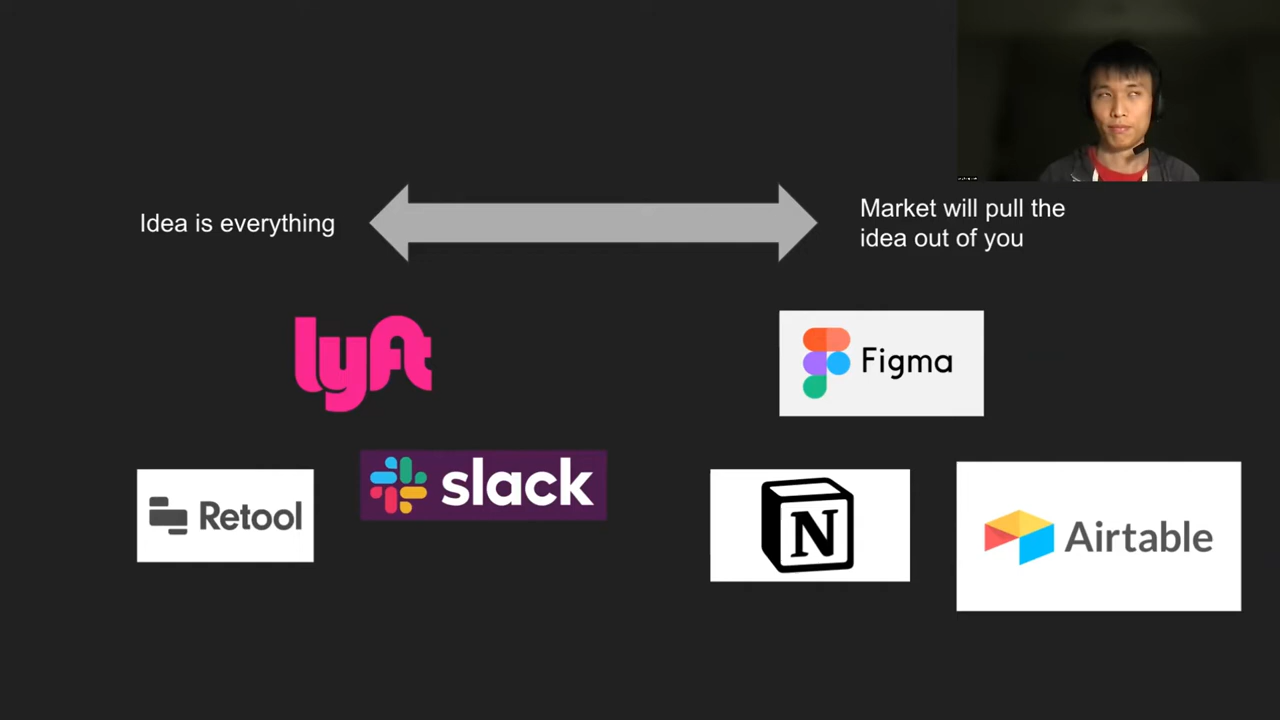 Idea is everything
Market will pull the
idea out of you
lyft
Figma
Retool
slack
N
Airtable